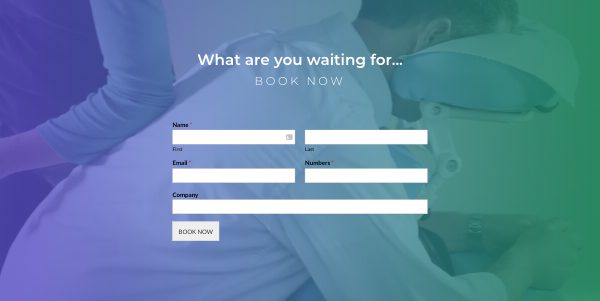 What are you waiting for...
BOOK NOW
Name *
First
Last
Email *
Numbers *
Company
BOOK NOW